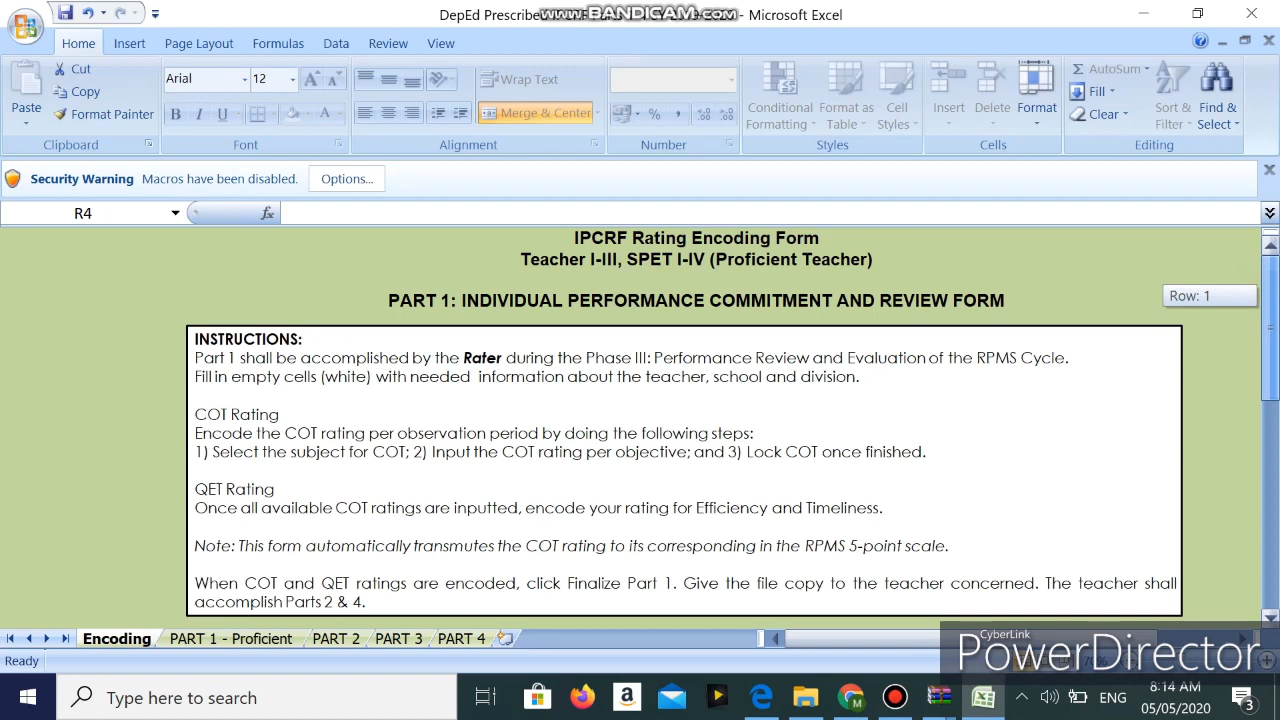 DepEd Prescribe
www.BANDICAM.com
- Microsoft Excel
Home Insert Page Layout Formulas Data Review View
Cut
Copy
Format Painter
Paste
Clipboard
Arial 12
B I U
Font
Wrap Text
Merge & Center
Alignment
Number
Conditional Formatting
Format as Table
Cell Styles
Styles
Insert
Delete
Format
Cells
AutoSum
Fill
Clear
Sort & Filter
Find & Select
Editing
Security Warning Macros have been disabled. Options...
R4 fx
IPCRF Rating Encoding Form
Teacher I-III, SPET I-IV (Proficient Teacher)
PART 1: INDIVIDUAL PERFORMANCE COMMITMENT AND REVIEW FORM
Row: 1
INSTRUCTIONS:
Part 1 shall be accomplished by the Rater during the Phase III: Performance Review and Evaluation of the RPMS Cycle.
Fill in empty cells (white) with needed information about the teacher, school and division.
COT Rating
Encode the COT rating per observation period by doing the following steps:
1) Select the subject for COT; 2) Input the COT rating per objective; and 3) Lock COT once finished.
QET Rating
Once all available COT ratings are inputted, encode your rating for Efficiency and Timeliness.
Note: This form automatically transmutes the COT rating to its corresponding in the RPMS 5-point scale.
When COT and QET ratings are encoded, click Finalize Part 1. Give the file copy to the teacher concerned. The teacher shall
accomplish Parts 2 & 4.
Encoding PART 1 - Proficient PART 2 PART 3 PART 4
Ready
CyberLink
PowerDirector
Type here to search
ENG
8:14 AM
05/05/2020
3